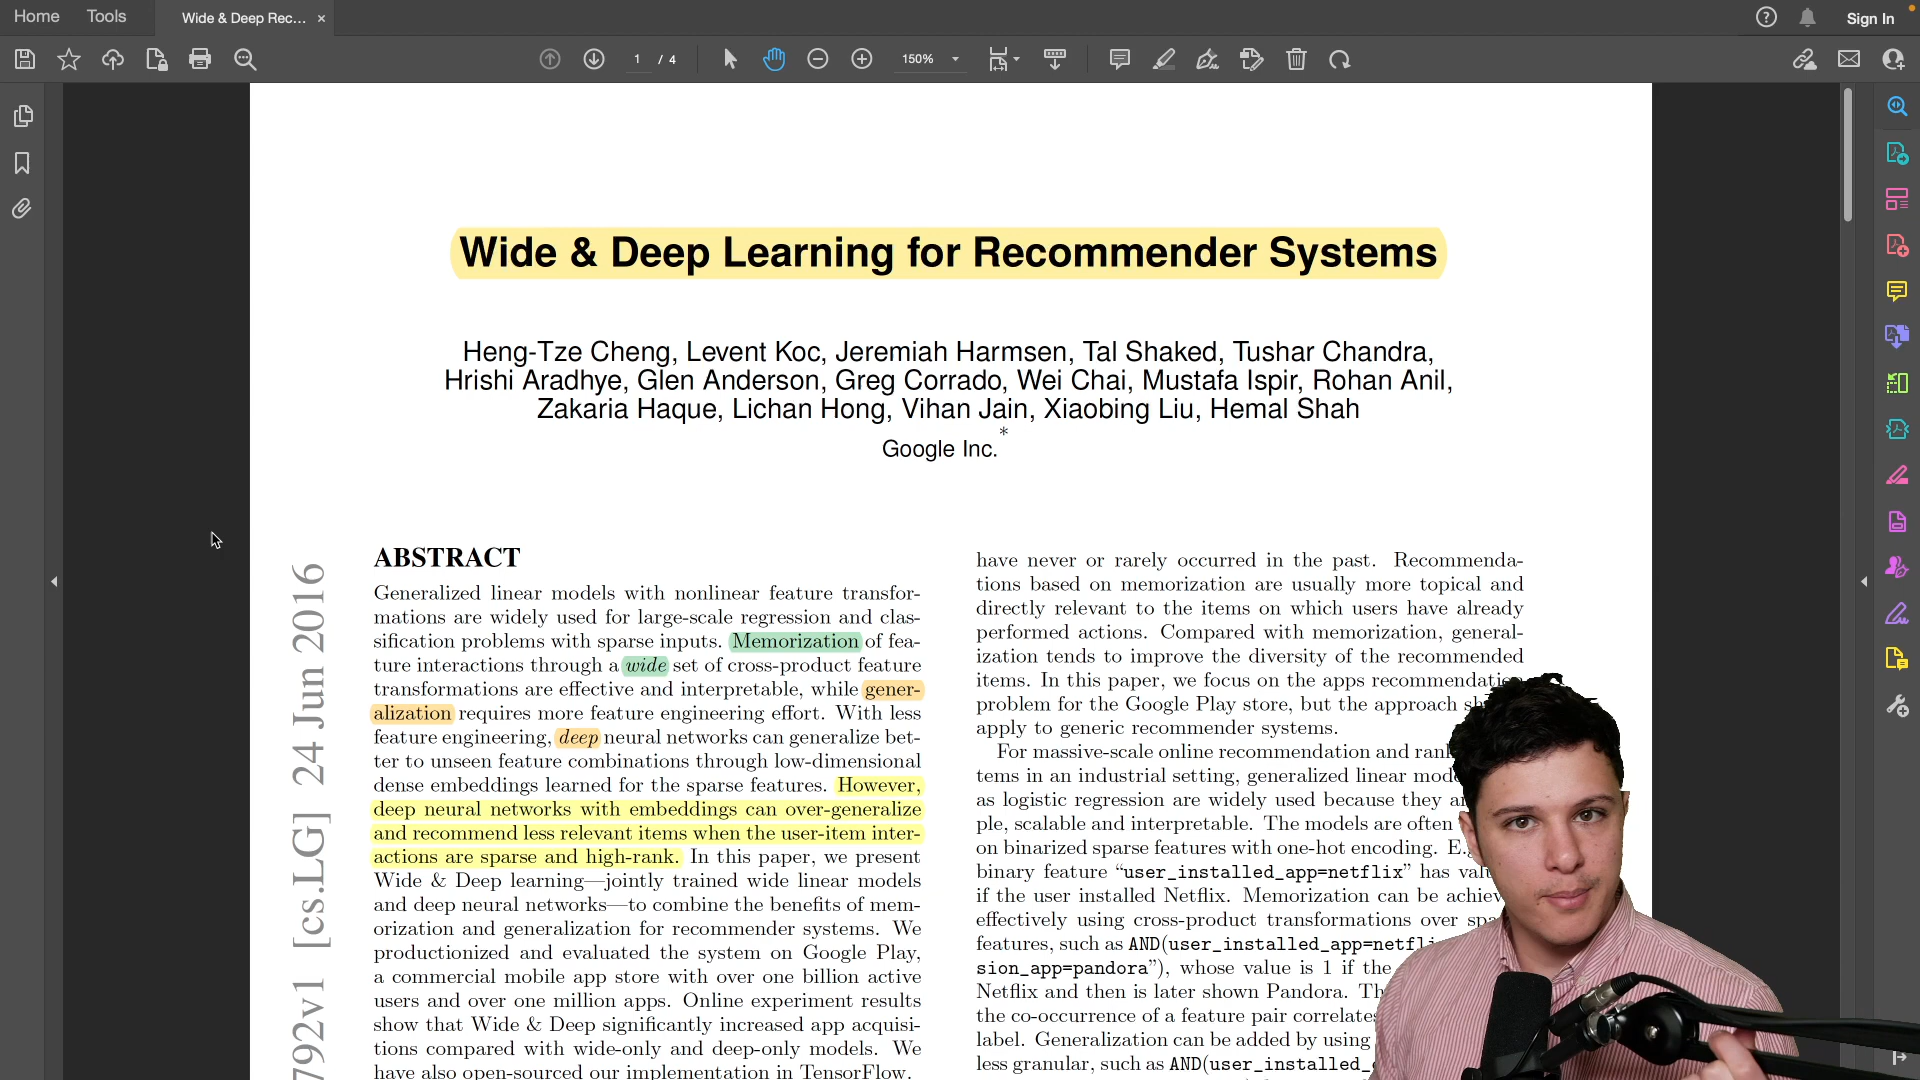 Home
Tools
Wide & Deep Rec... ×
Sign In
1 / 4
150%
Wide & Deep Learning for Recommender Systems
Heng-Tze Cheng, Levent Koc, Jeremiah Harmsen, Tal Shaked, Tushar Chandra,
Hrishi Aradhye, Glen Anderson, Greg Corrado, Wei Chai, Mustafa Ispir, Rohan Anil,
Zakaria Haque, Lichan Hong, Vihan Jain, Xiaobing Liu, Hemal Shah
*
Google Inc.
792v1 [cs.LG] 24 Jun 2016
ABSTRACT
Generalized linear models with nonlinear feature transfor-
mations are widely used for large-scale regression and clas-
sification problems with sparse inputs. Memorization of fea-
ture interactions through a wide set of cross-product feature
transformations are effective and interpretable, while gener-
alization requires more feature engineering effort. With less
feature engineering, deep neural networks can generalize bet-
ter to unseen feature combinations through low-dimensional
dense embeddings learned for the sparse features. However,
deep neural networks with embeddings can over-generalize
and recommend less relevant items when the user-item inter-
actions are sparse and high-rank. In this paper, we present
Wide & Deep learning—jointly trained wide linear models
and deep neural networks—to combine the benefits of mem-
orization and generalization for recommender systems. We
productionized and evaluated the system on Google Play,
a commercial mobile app store with over one billion active
users and over one million apps. Online experiment results
show that Wide & Deep significantly increased app acquisi-
tions compared with wide-only and deep-only models. We
have also open-sourced our implementation in TensorFlow.
have never or rarely occurred in the past. Recommenda-
tions based on memorization are usually more topical and
directly relevant to the items on which users have already
performed actions. Compared with memorization, general-
ization tends to improve the diversity of the recommended
items. In this paper, we focus on the apps recommendation
problem for the Google Play store, but the approach sh
apply to generic recommender systems.
For massive-scale online recommendation and rank
tems in an industrial setting, generalized linear mod
as logistic regression are widely used because they a
ple, scalable and interpretable. The models are often
on binarized sparse features with one-hot encoding. E.g
binary feature “user_installed_app=netflix” has val
if the user installed Netflix. Memorization can be achiev
effectively using cross-product transformations over spa
features, such as AND(user_installed_app=netfli
sion_app=pandora”), whose value is 1 if the
Netflix and then is later shown Pandora. Th
the co-occurrence of a feature pair correlates
label. Generalization can be added by using
less granular, such as AND(user_installed_